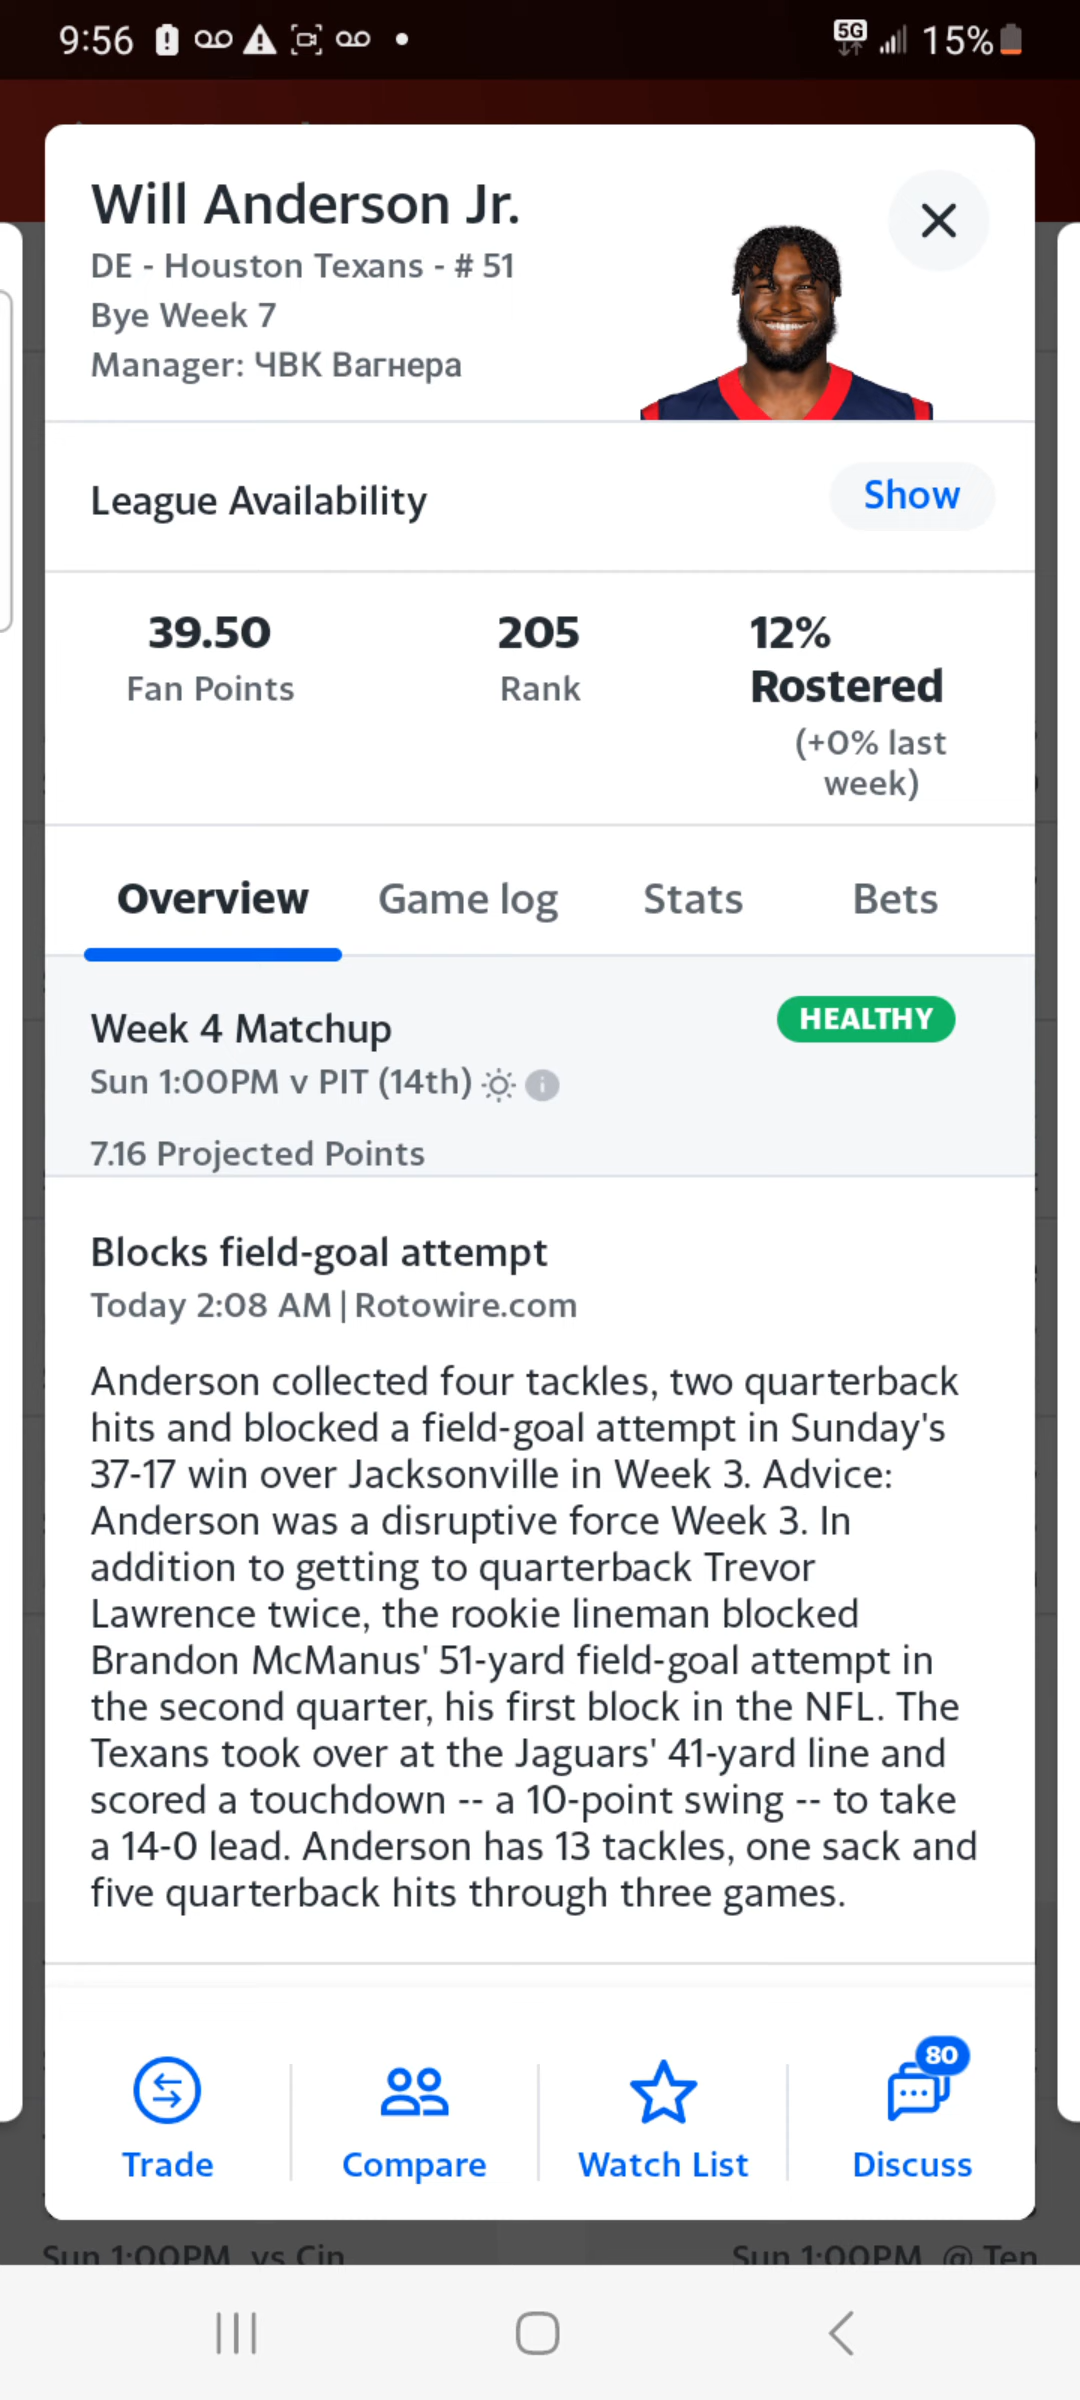 9:56
5G
15%
Will Anderson Jr.
DE - Houston Texans - # 51
Bye Week 7
Manager: ЧВК Вагнера
League Availability
Show
39.50
Fan Points
205
Rank
12%
Rostered
(+0% last
week)
Overview
Game log
Stats
Bets
Week 4 Matchup
HEALTHY
Sun 1:00PM v PIT (14th)
7.16 Projected Points
Blocks field-goal attempt
Today 2:08 AM | Rotowire.com
Anderson collected four tackles, two quarterback
hits and blocked a field-goal attempt in Sunday's
37-17 win over Jacksonville in Week 3. Advice:
Anderson was a disruptive force Week 3. In
addition to getting to quarterback Trevor
Lawrence twice, the rookie lineman blocked
Brandon McManus' 51-yard field-goal attempt in
the second quarter, his first block in the NFL. The
Texans took over at the Jaguars' 41-yard line and
scored a touchdown -- a 10-point swing -- to take
a 14-0 lead. Anderson has 13 tackles, one sack and
five quarterback hits through three games.
Trade
Compare
Watch List
80
Discuss
Sun 1:00PM vs Cin
Sun 1:00PM @ Ten